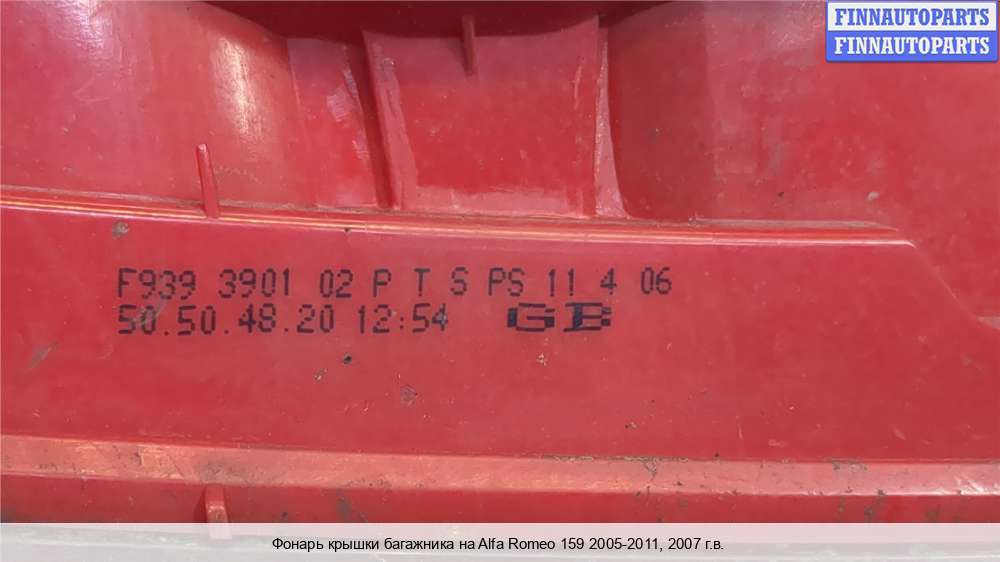 FINNAUTOPARTS
FINNAUTOPARTS
F939 3901 02 P T S PS 11 4 06
50.50.48.20 12:54 GB
Фонарь крышки багажника на Alfa Romeo 159 2005-2011, 2007 г.в.